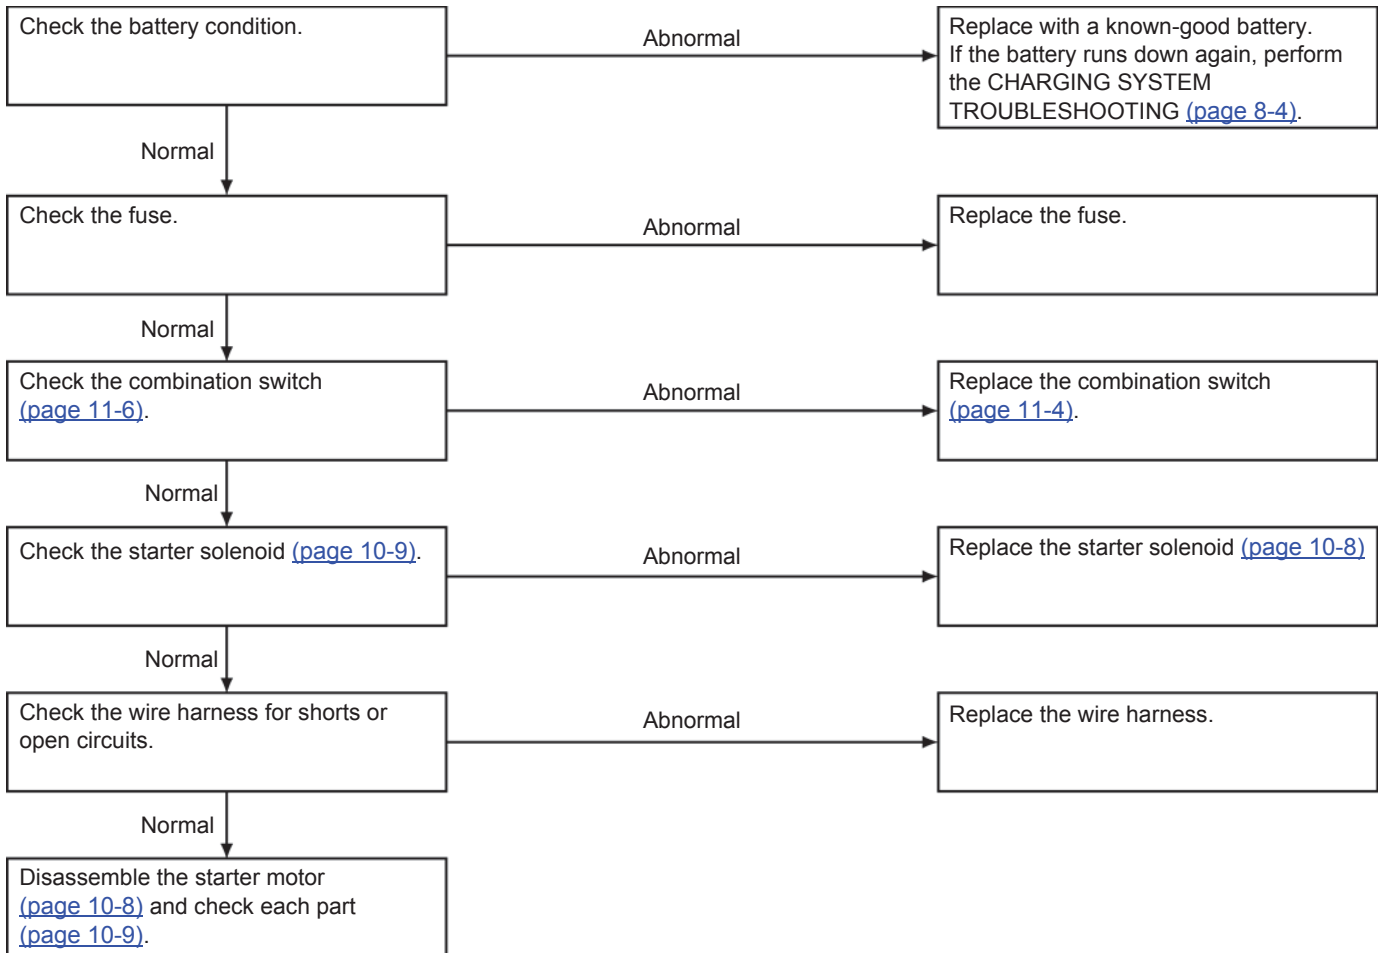 Check the battery condition.
Abnormal
Replace with a known-good battery.
If the battery runs down again, perform
the CHARGING SYSTEM
TROUBLESHOOTING (page 8-4).
Normal
Check the fuse.
Abnormal
Replace the fuse.
Normal
Check the combination switch
(page 11-6).
Abnormal
Replace the combination switch
(page 11-4).
Normal
Check the starter solenoid (page 10-9).
Abnormal
Replace the starter solenoid (page 10-8)
Normal
Check the wire harness for shorts or
open circuits.
Abnormal
Replace the wire harness.
Normal
Disassemble the starter motor
(page 10-8) and check each part
(page 10-9).